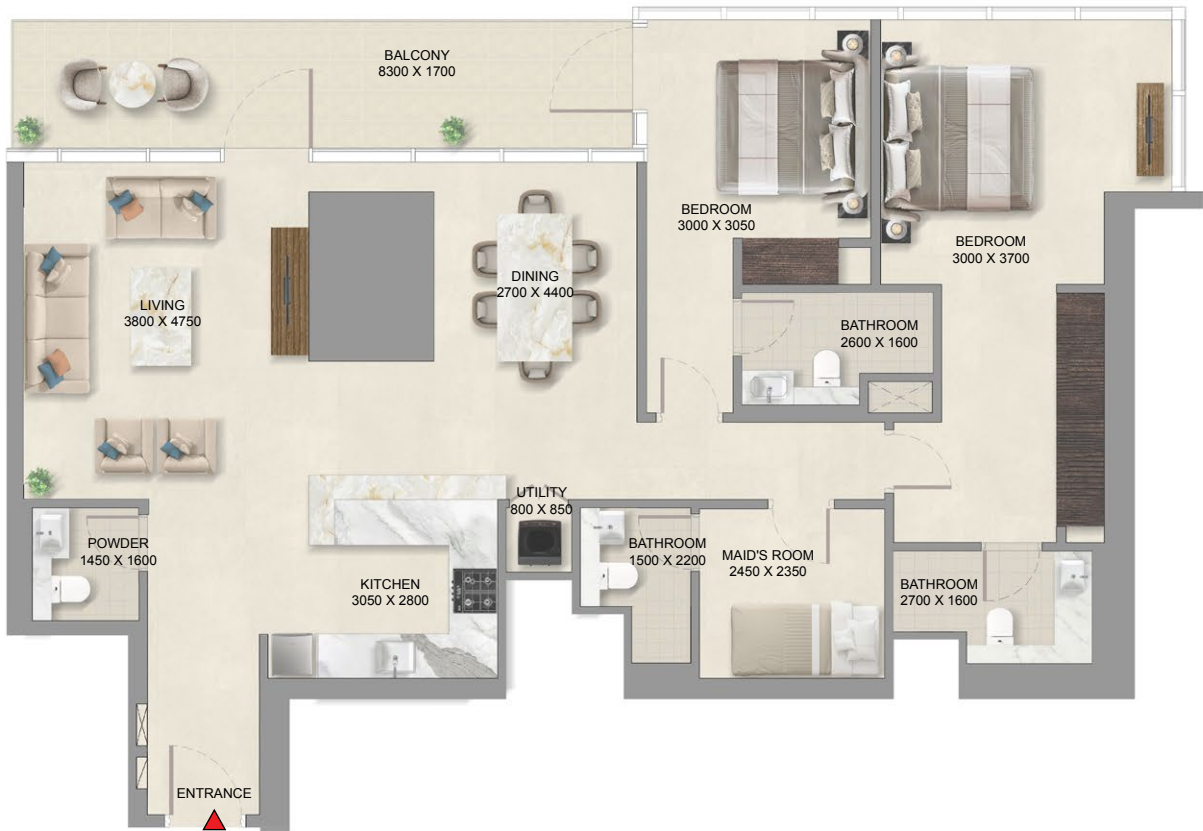 BALCONY
8300 X 1700
BEDROOM
3000 X 3050
BEDROOM
3000 X 3700
LIVING
3800 X 4750
DINING
2700 X 4400
BATHROOM
2600 X 1600
UTILITY
800 X 850
POWDER
1450 X 1600
KITCHEN
3050 X 2800
BATHROOM
1500 X 2200
MAID'S ROOM
2450 X 2350
BATHROOM
2700 X 1600
ENTRANCE